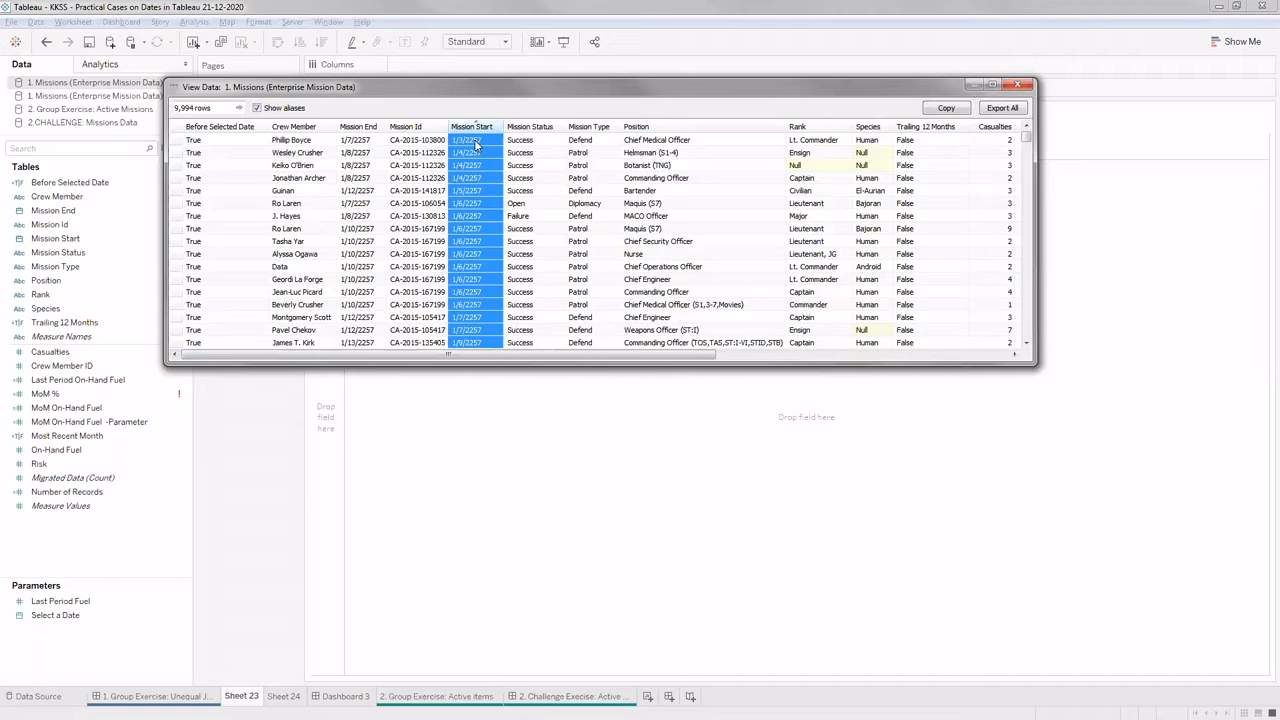 Tableau - KKSS - Practical Cases on Dates in Tableau 21-12-2020
File Data Worksheet Dashboard Story Analysis Map Format Server Window Help
Standard Show Me
Data Analytics Pages Columns
1. Missions (Enterprise Mission Data)
1. Missions (Enterprise Mission Data)
2. Group Exercise: Active Missions
2.CHALLENGE: Missions Data
Search
Tables
Before Selected Date
Crew Member
Mission End
Mission Id
Mission Start
Mission Status
Mission Type
Position
Rank
Species
Trailing 12 Months
Measure Names
Casualties
Crew Member ID
Last Period On-Hand Fuel
MoM % !
MoM On-Hand Fuel
MoM On-Hand Fuel -Parameter
Most Recent Month
On-Hand Fuel
Risk
Migrated Data (Count)
Number of Records
Measure Values
Parameters
Last Period Fuel
Select a Date
View Data: 1. Missions (Enterprise Mission Data)
9,994 rows Show aliases Copy Export All
Before Selected Date Crew Member Mission End Mission Id Mission Start Mission Status Mission Type Position Rank Species Trailing 12 Months Casualties
True Philip Boyce 1/7/2257 CA-2015-103800 1/3/2257 Success Defend Chief Medical Officer Lt. Commander Human False 2
True Wesley Crusher 1/8/2257 CA-2015-112326 1/4/2257 Success Patrol Helmsman (S1-4) Ensign Null False 3
True Keiko O'Brien 1/8/2257 CA-2015-112326 1/4/2257 Success Patrol Botanist (TNG) Null Null False 3
True Jonathan Archer 1/8/2257 CA-2015-112326 1/4/2257 Success Patrol Commanding Officer Captain Human False 2
True Guinan 1/12/2257 CA-2015-141817 1/5/2257 Success Defend Bartender Civilian El-Aurian False 3
True Ro Laren 1/10/2257 CA-2015-106054 1/6/2257 Open Diplomacy Maquis (S7) Lieutenant Bajoran False 3
True J. Hayes 1/8/2257 CA-2015-130813 1/6/2257 Failure Defend MACO Officer Major Human False 3
True Ro Laren 1/10/2257 CA-2015-167199 1/6/2257 Success Patrol Maquis (S7) Lieutenant Bajoran False 9
True Tasha Yar 1/10/2257 CA-2015-167199 1/6/2257 Success Patrol Chief Security Officer Lieutenant Human False 2
True Alyssa Ogawa 1/10/2257 CA-2015-167199 1/6/2257 Success Patrol Nurse Lieutenant, JG Human False 2
True Data 1/10/2257 CA-2015-167199 1/6/2257 Success Patrol Chief Operations Officer Lt. Commander Android False 2
True Geordi La Forge 1/10/2257 CA-2015-167199 1/6/2257 Success Patrol Chief Engineer Lt. Commander Human False 4
True Jean-Luc Picard 1/10/2257 CA-2015-167199 1/6/2257 Success Patrol Commanding Officer Captain Human False 4
True Beverly Crusher 1/10/2257 CA-2015-167199 1/6/2257 Success Patrol Chief Medical Officer (S1,3-7,Movies) Commander Human False 1
True Montgomery Scott 1/12/2257 CA-2015-105417 1/7/2257 Success Defend Chief Engineer Captain Human False 3
True Pavel Chekov 1/12/2257 CA-2015-105417 1/7/2257 Success Defend Weapons Officer (ST:I) Ensign Null False 7
True James T. Kirk 1/13/2257 CA-2015-135405 1/9/2257 Success Defend Commanding Officer (TOS,TAS,ST:I-VI,STID,STB) Captain Human False 2
Drop
field
here
Drop field here
Data Source 1. Group Exercise: Unequal J... Sheet 23 Sheet 24 Dashboard 3 2. Group Exercise: Active items 2. Challenge Execise: Active ...